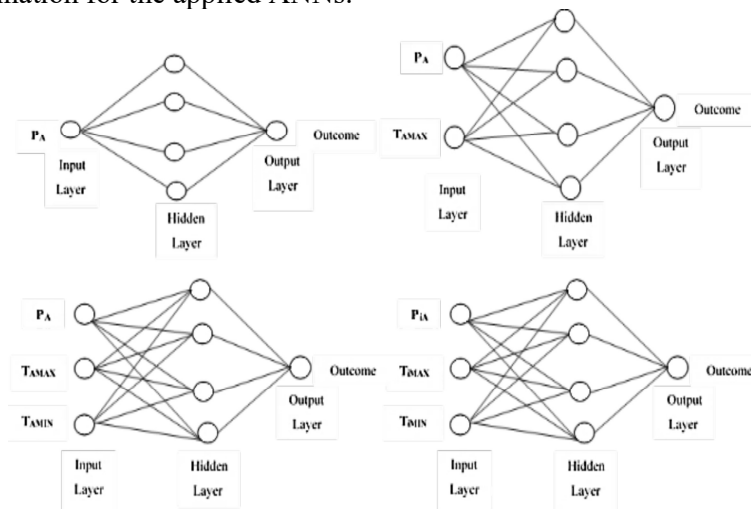 mation for the applied ANNs.
PA
Input
Layer
Hidden
Layer
Output
Layer
Outcome
PA
TAMAX
Input
Layer
Hidden
Layer
Output
Layer
Outcome
PA
TAMAX
TAMIN
Input
Layer
Hidden
Layer
Output
Layer
Outcome
PiA
TiMAX
TiMIN
Input
Layer
Hidden
Layer
Output
Layer
Outcome